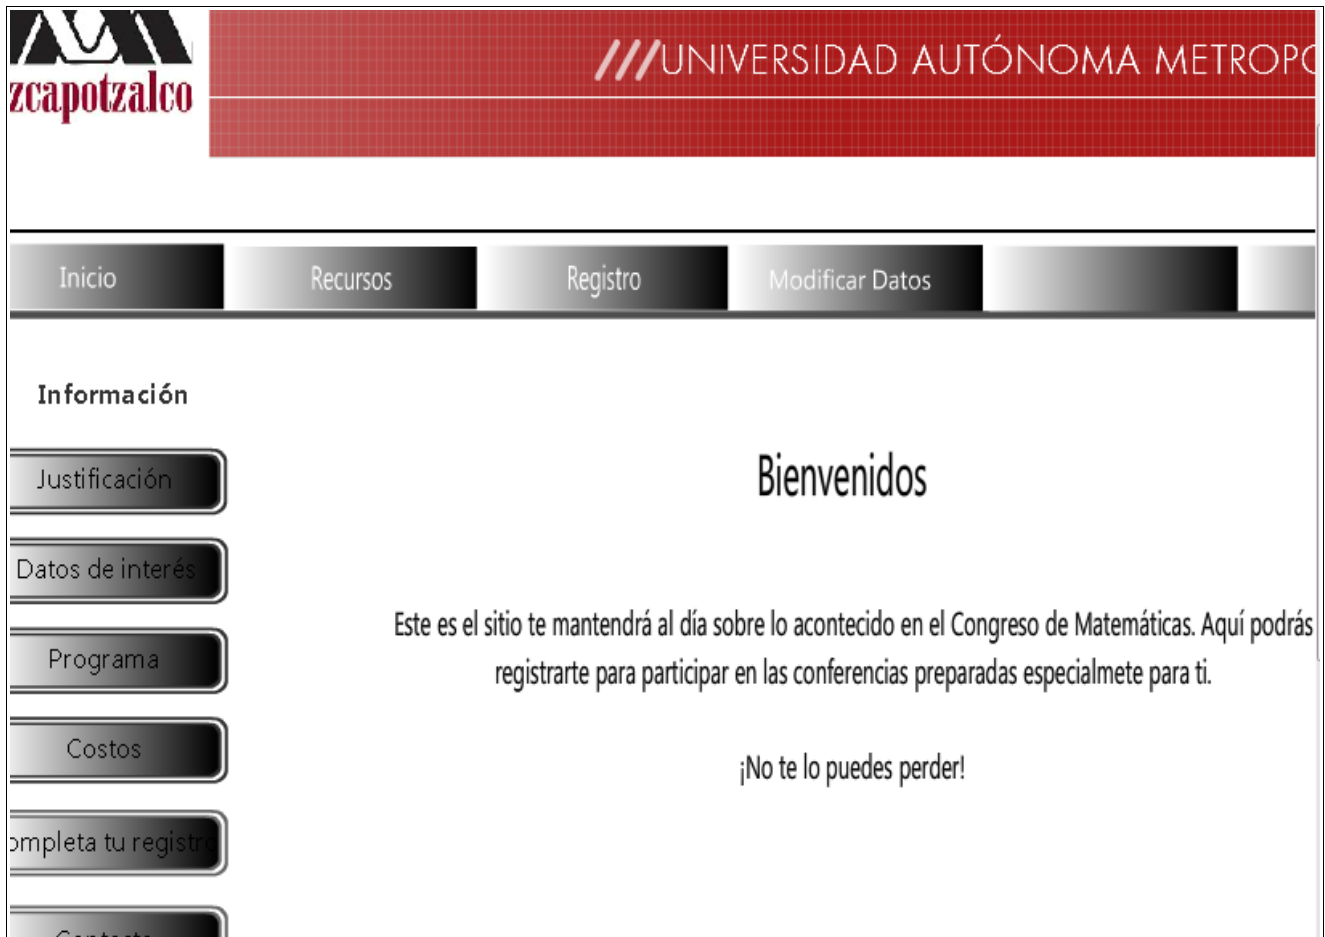 zcapotzalco
///UNIVERSIDAD AUTÓNOMA METROPO
Inicio
Recursos
Registro
Modificar Datos
Información
Justificación
Datos de interés
Programa
Costos
ompleta tu registro
Bienvenidos
Este es el sitio te mantendrá al día sobre lo acontecido en el Congreso de Matemáticas. Aquí podrás
registrarte para participar en las conferencias preparadas especialmete para ti.
¡No te lo puedes perder!